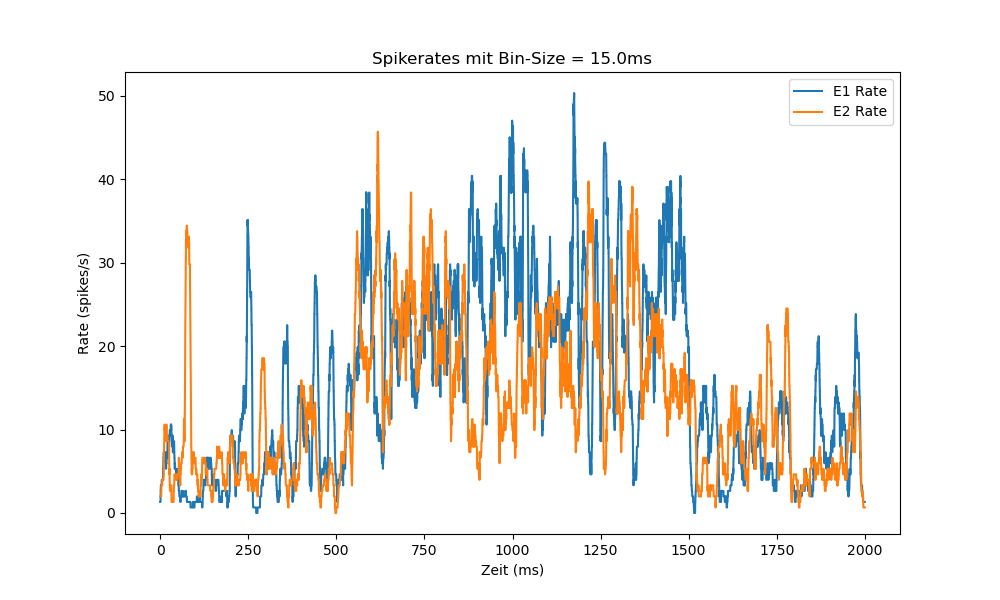 Spikerates mit Bin-Size = 15.0ms
E1 Rate
E2 Rate
50
40
30
20
10
0
Rate (spikes/s)
0 250 500 750 1000 1250 1500 1750 2000
Zeit (ms)